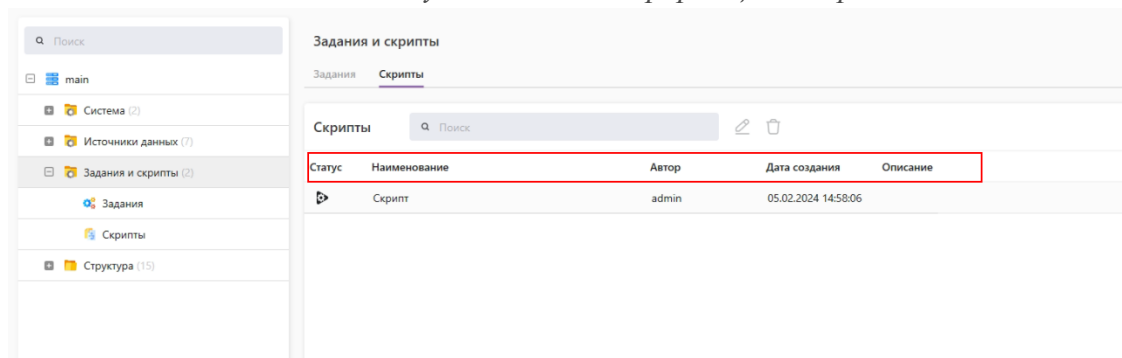 Поиск
main
Система (2)
Источники данных (7)
Задания и скрипты (2)
Задания
Скрипты
Структура (15)
Задания и скрипты
Задания Скрипты
Скрипты Поиск
Статус Наименование Автор Дата создания Описание
Скрипт admin 05.02.2024 14:58:06